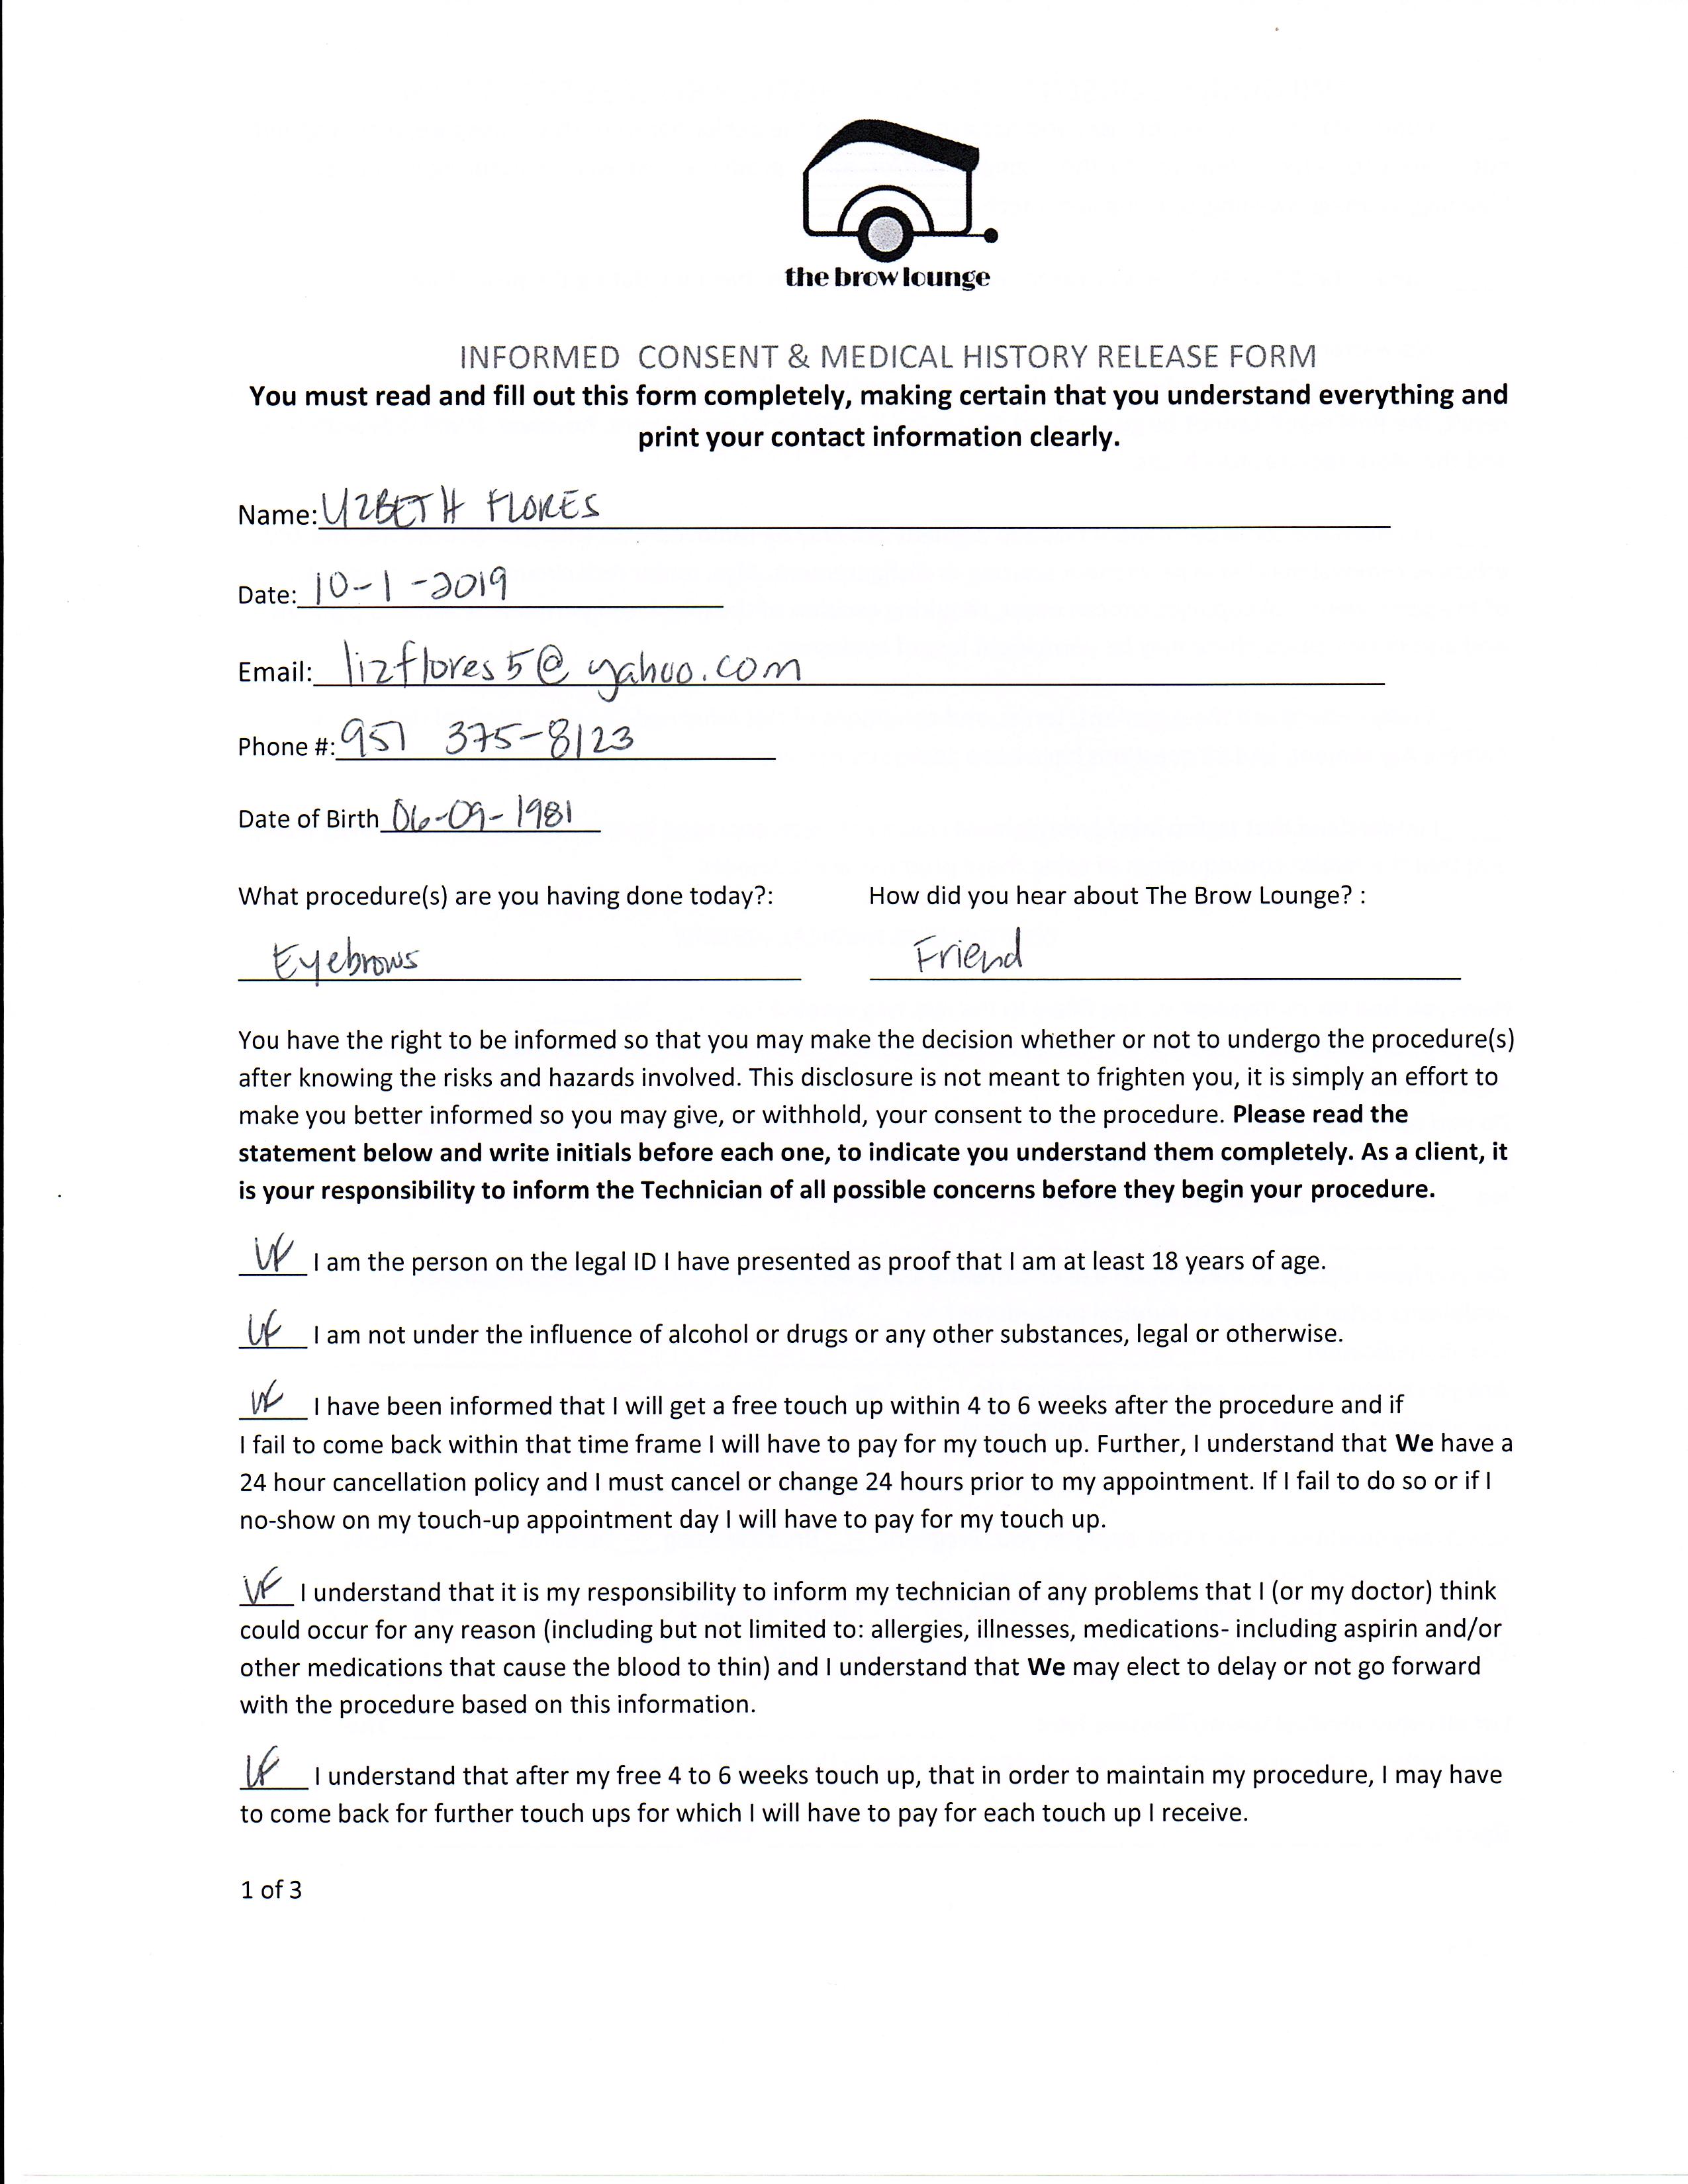 the brow lounge
INFORMED CONSENT & MEDICAL HISTORY RELEASE FORM
You must read and fill out this form completely, making certain that you understand everything and
print your contact information clearly.
Name: LIZBETH FLORES
Date: 10-1-2019
Email: lizflores5@yahoo.com
Phone #: 951 375-8123
Date of Birth 06-09-1981
What procedure(s) are you having done today?: How did you hear about The Brow Lounge? :
Eyebrows Friend
You have the right to be informed so that you may make the decision whether or not to undergo the procedure(s)
after knowing the risks and hazards involved. This disclosure is not meant to frighten you, it is simply an effort to
make you better informed so you may give, or withhold, your consent to the procedure. Please read the
statement below and write initials before each one, to indicate you understand them completely. As a client, it
is your responsibility to inform the Technician of all possible concerns before they begin your procedure.
LF I am the person on the legal ID I have presented as proof that I am at least 18 years of age.
LF I am not under the influence of alcohol or drugs or any other substances, legal or otherwise.
LF I have been informed that I will get a free touch up within 4 to 6 weeks after the procedure and if
I fail to come back within that time frame I will have to pay for my touch up. Further, I understand that We have a
24 hour cancellation policy and I must cancel or change 24 hours prior to my appointment. If I fail to do so or if I
no-show on my touch-up appointment day I will have to pay for my touch up.
LF I understand that it is my responsibility to inform my technician of any problems that I (or my doctor) think
could occur for any reason (including but not limited to: allergies, illnesses, medications- including aspirin and/or
other medications that cause the blood to thin) and I understand that We may elect to delay or not go forward
with the procedure based on this information.
LF I understand that after my free 4 to 6 weeks touch up, that in order to maintain my procedure, I may have
to come back for further touch ups for which I will have to pay for each touch up I receive.
1 of 3